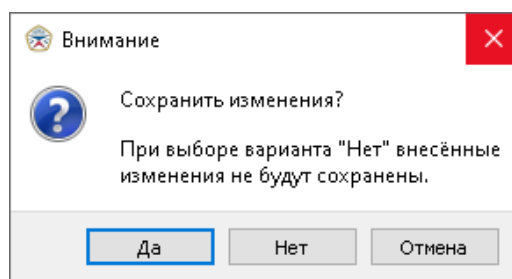 Внимание
Сохранить изменения?
При выборе варианта "Нет" внесённые
изменения не будут сохранены.
Да Нет Отмена